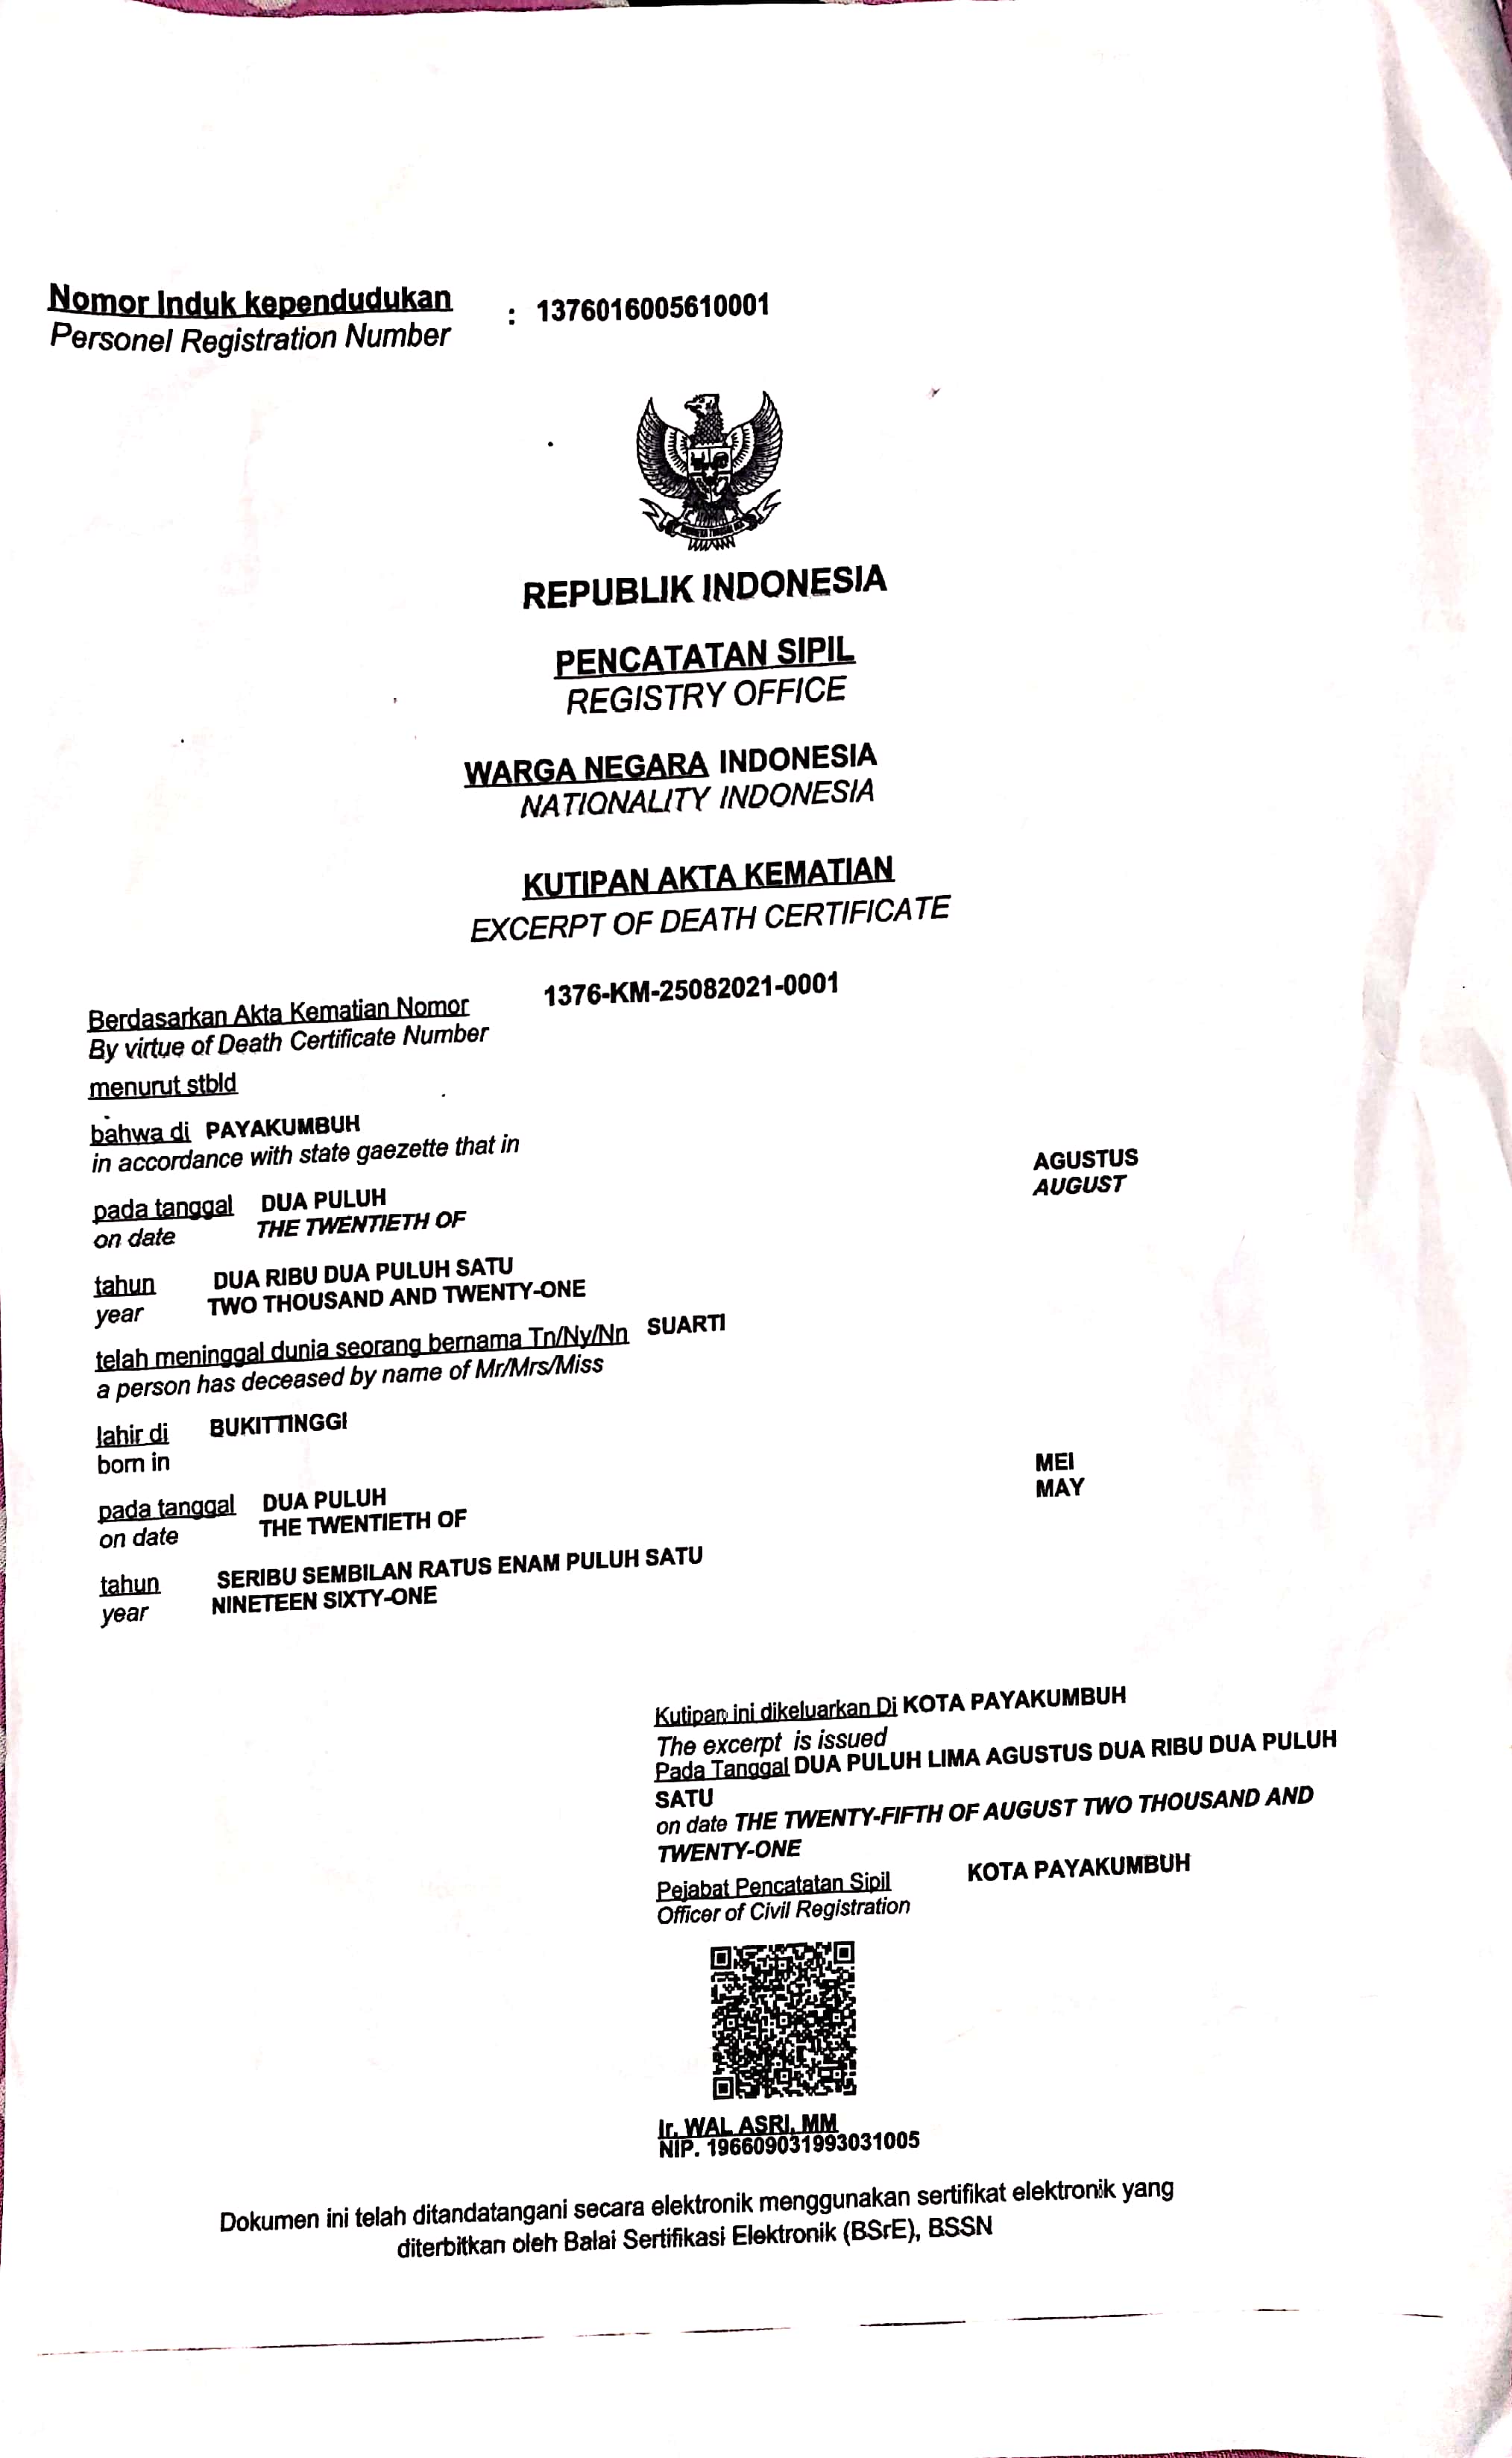 Nomor Induk kependudukan : 1376016005610001
Personel Registration Number
REPUBLIK INDONESIA
PENCATATAN SIPIL
REGISTRY OFFICE
WARGA NEGARA INDONESIA
NATIONALITY INDONESIA
KUTIPAN AKTA KEMATIAN
EXCERPT OF DEATH CERTIFICATE
Berdasarkan Akta Kematian Nomor 1376-KM-25082021-0001
By virtue of Death Certificate Number
menurut stbld
bahwa di PAYAKUMBUH
in accordance with state gaezette that in
pada tanggal DUA PULUH AGUSTUS
on date THE TWENTIETH OF AUGUST
tahun DUA RIBU DUA PULUH SATU
year TWO THOUSAND AND TWENTY-ONE
telah meninggal dunia seorang bernama Tn/Ny/Nn SUARTI
a person has deceased by name of Mr/Mrs/Miss
lahir di BUKITTINGGI
born in
pada tanggal DUA PULUH MEI
on date THE TWENTIETH OF MAY
tahun SERIBU SEMBILAN RATUS ENAM PULUH SATU
year NINETEEN SIXTY-ONE
Kutipan ini dikeluarkan Di KOTA PAYAKUMBUH
The excerpt is issued
Pada Tanggal DUA PULUH LIMA AGUSTUS DUA RIBU DUA PULUH
SATU
on date THE TWENTY-FIFTH OF AUGUST TWO THOUSAND AND
TWENTY-ONE
Pejabat Pencatatan Sipil KOTA PAYAKUMBUH
Officer of Civil Registration
Ir. WAL ASRI, MM
NIP. 196609031993031005
Dokumen ini telah ditandatangani secara elektronik menggunakan sertifikat elektronik yang
diterbitkan oleh Balai Sertifikasi Elektronik (BSrE), BSSN